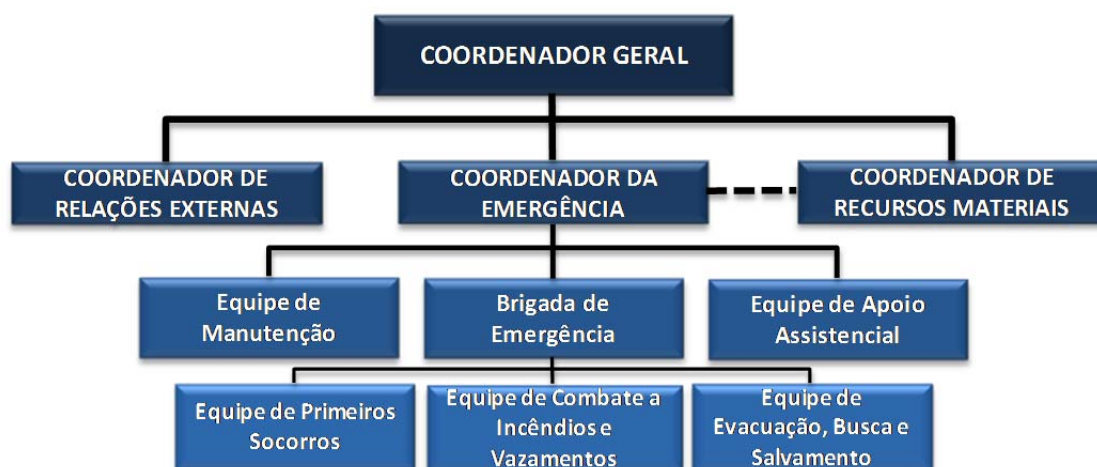 COORDENADOR GERAL
COORDENADOR DE
RELAÇÕES EXTERNAS
COORDENADOR DA
EMERGÊNCIA
COORDENADOR DE
RECURSOS MATERIAIS
Equipe de
Manutenção
Brigada de
Emergência
Equipe de Apoio
Assistencial
Equipe de Primeiros
Socorros
Equipe de Combate a
Incêndios e
Vazamentos
Equipe de
Evacuação, Busca e
Salvamento